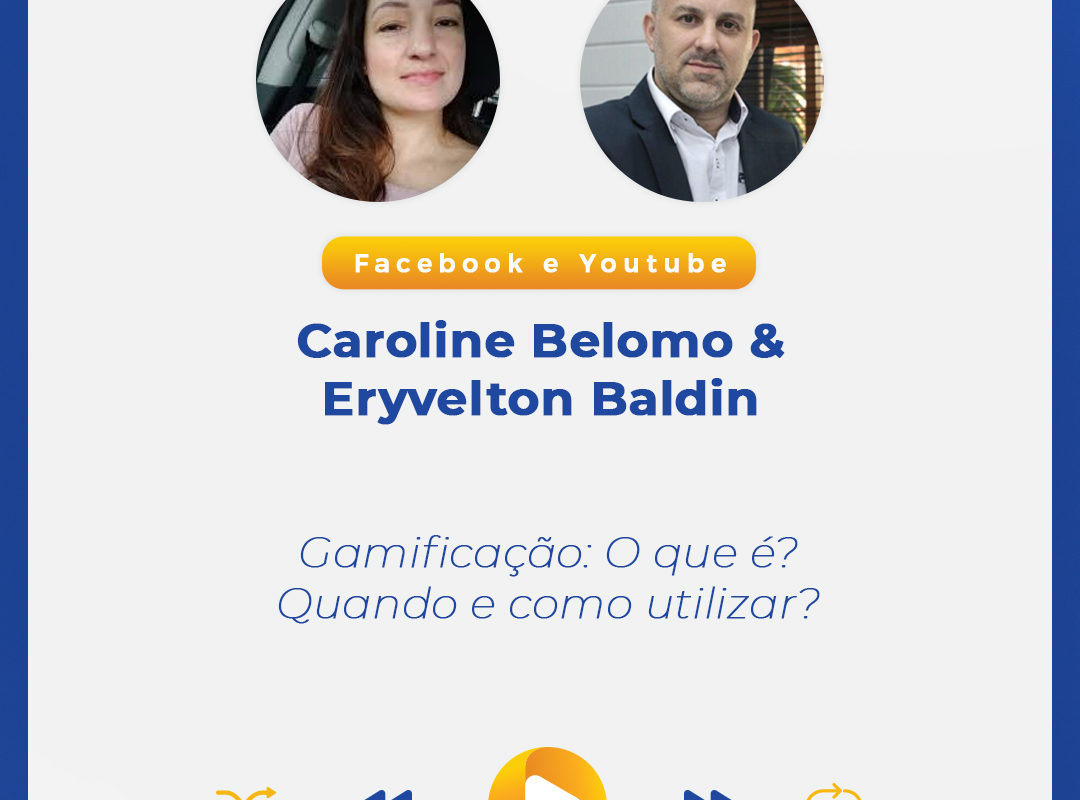 Facebook e Youtube
Caroline Belomo &
Eryvelton Baldin
Gamificação: O que é?
Quando e como utilizar?